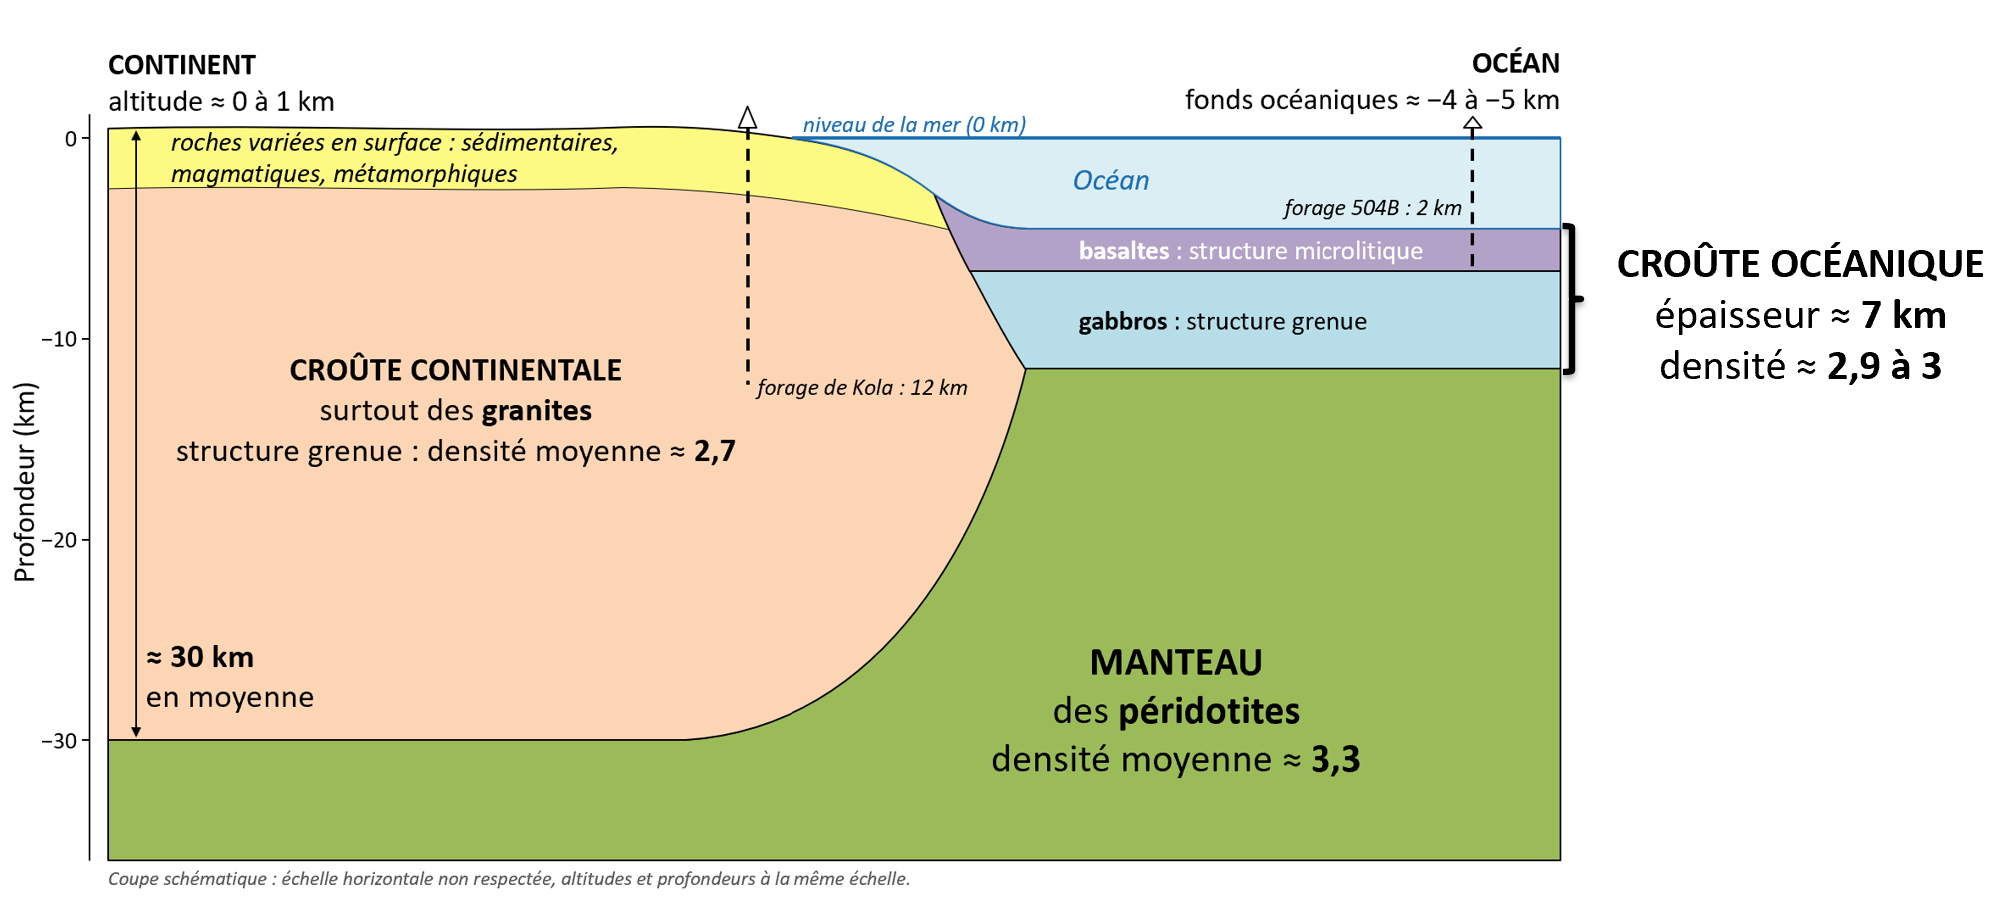 CONTINENT
altitude ≈ 0 à 1 km
OCÉAN
fonds océaniques ≈ −4 à −5 km
niveau de la mer (0 km)
roches variées en surface : sédimentaires,
magmatiques, métamorphiques
Océan
forage 504B : 2 km
basaltes : structure microlitique
gabbros : structure grenue
CROÛTE OCÉANIQUE
épaisseur ≈ 7 km
densité ≈ 2,9 à 3
CROÛTE CONTINENTALE
surtout des granites
structure grenue : densité moyenne ≈ 2,7
forage de Kola : 12 km
≈ 30 km
en moyenne
MANTEAU
des péridotites
densité moyenne ≈ 3,3
Profondeur (km)
0
−10
−20
−30
Coupe schématique : échelle horizontale non respectée, altitudes et profondeurs à la même échelle.